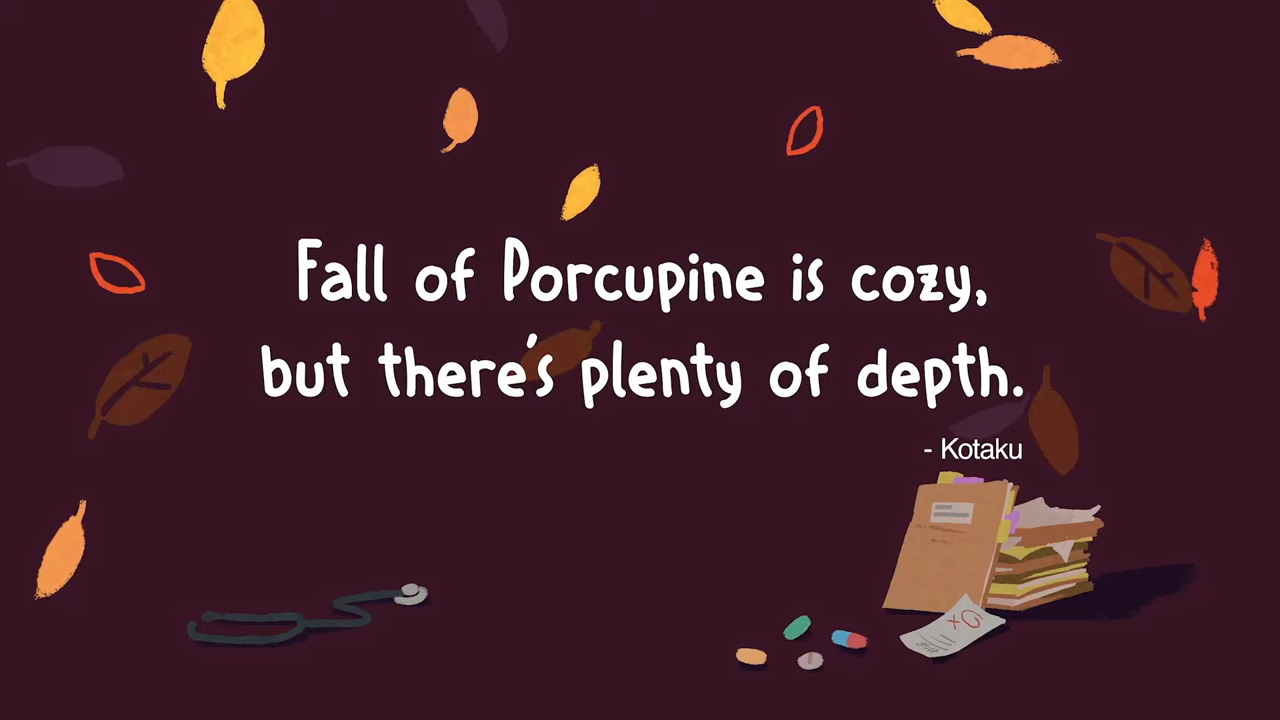 Fall of Porcupine is cozy,
but there's plenty of depth.
- Kotaku